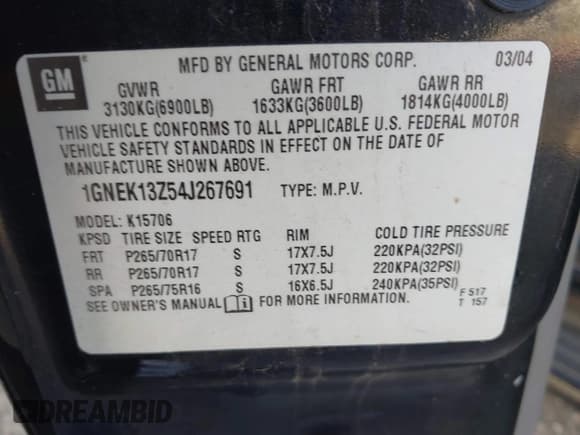 GM
MFD BY GENERAL MOTORS CORP. 03/04
GVWR GAWR FRT GAWR RR
3130KG(6900LB) 1633KG(3600LB) 1814KG(4000LB)
THIS VEHICLE CONFORMS TO ALL APPLICABLE U.S. FEDERAL MOTOR
VEHICLE SAFETY STANDARDS IN EFFECT ON THE DATE OF
MANUFACTURE SHOWN ABOVE.
1GNEK13Z54J267691 TYPE: M.P.V.
MODEL: K15706
KPSD TIRE SIZE SPEED RTG RIM COLD TIRE PRESSURE
FRT P265/70R17 S 17X7.5J 220KPA(32PSI)
RR P265/70R17 S 17X7.5J 220KPA(32PSI)
SPA P265/75R16 S 16X6.5J 240KPA(35PSI)
SEE OWNER'S MANUAL i FOR MORE INFORMATION.
F 517
T 157
DREAMBID